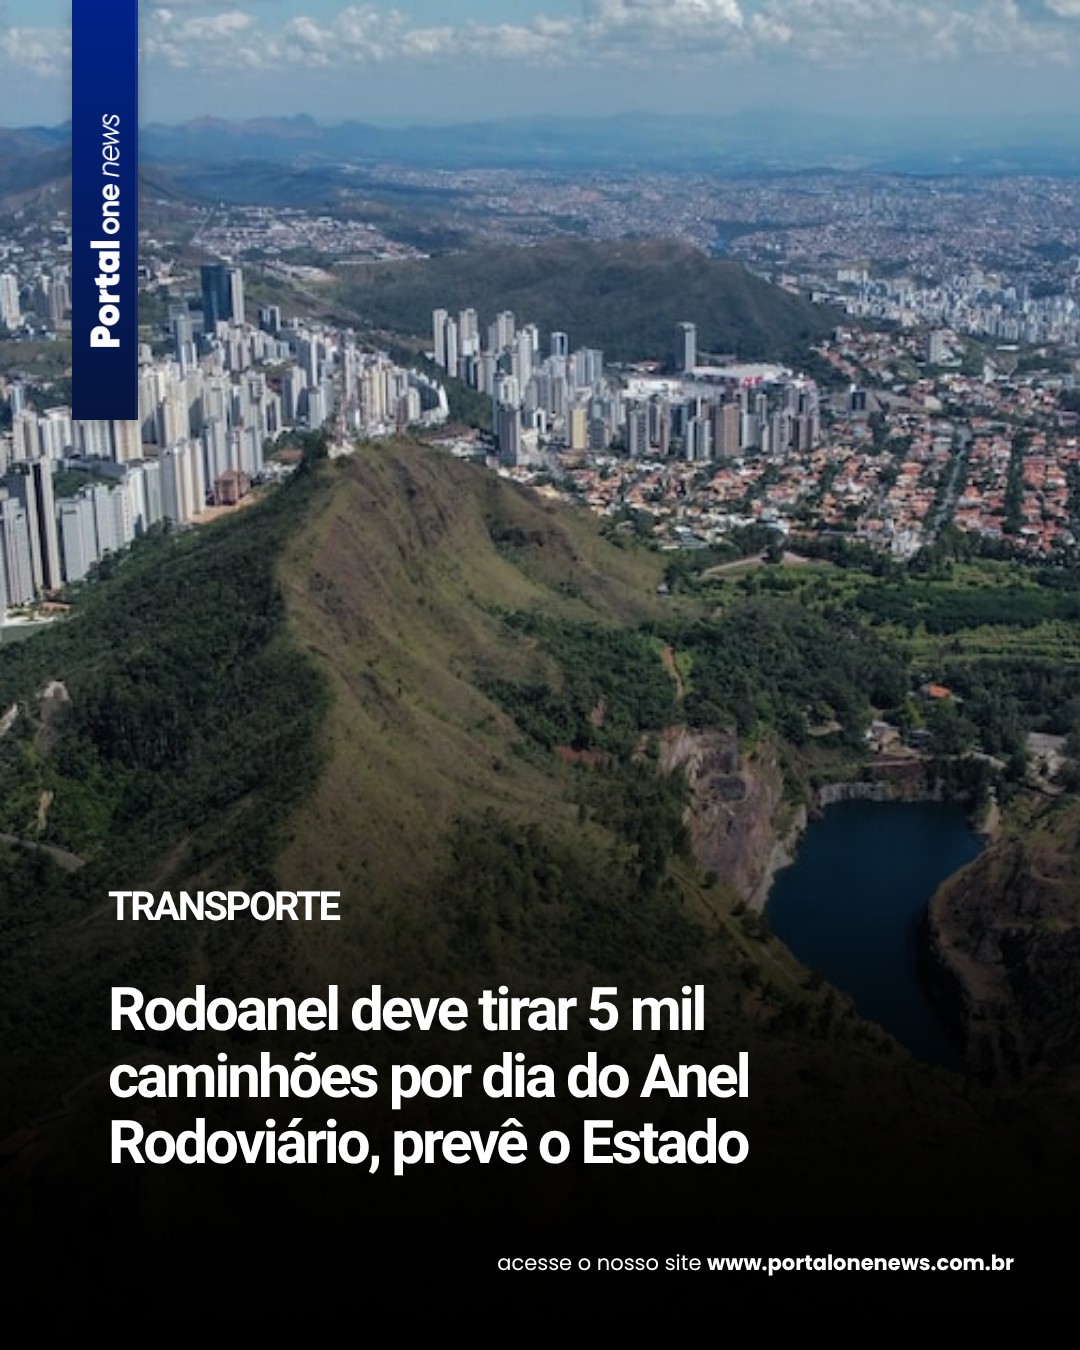 Portal one news
TRANSPORTE
Rodoanel deve tirar 5 mil
caminhões por dia do Anel
Rodoviário, prevê o Estado
acesse o nosso site www.portalonenews.com.br